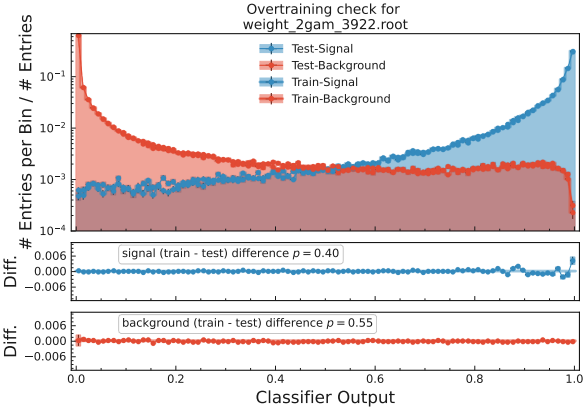 Overtraining check for
weight_2gam_3922.root
# Entries per Bin / # Entries
10⁻¹
10⁻²
10⁻³
10⁻⁴
Test-Signal
Test-Background
Train-Signal
Train-Background
Diff.
0.006
0.000
−0.006
signal (train - test) difference p = 0.40
Diff.
0.006
0.000
−0.006
background (train - test) difference p = 0.55
0.0 0.2 0.4 0.6 0.8 1.0
Classifier Output